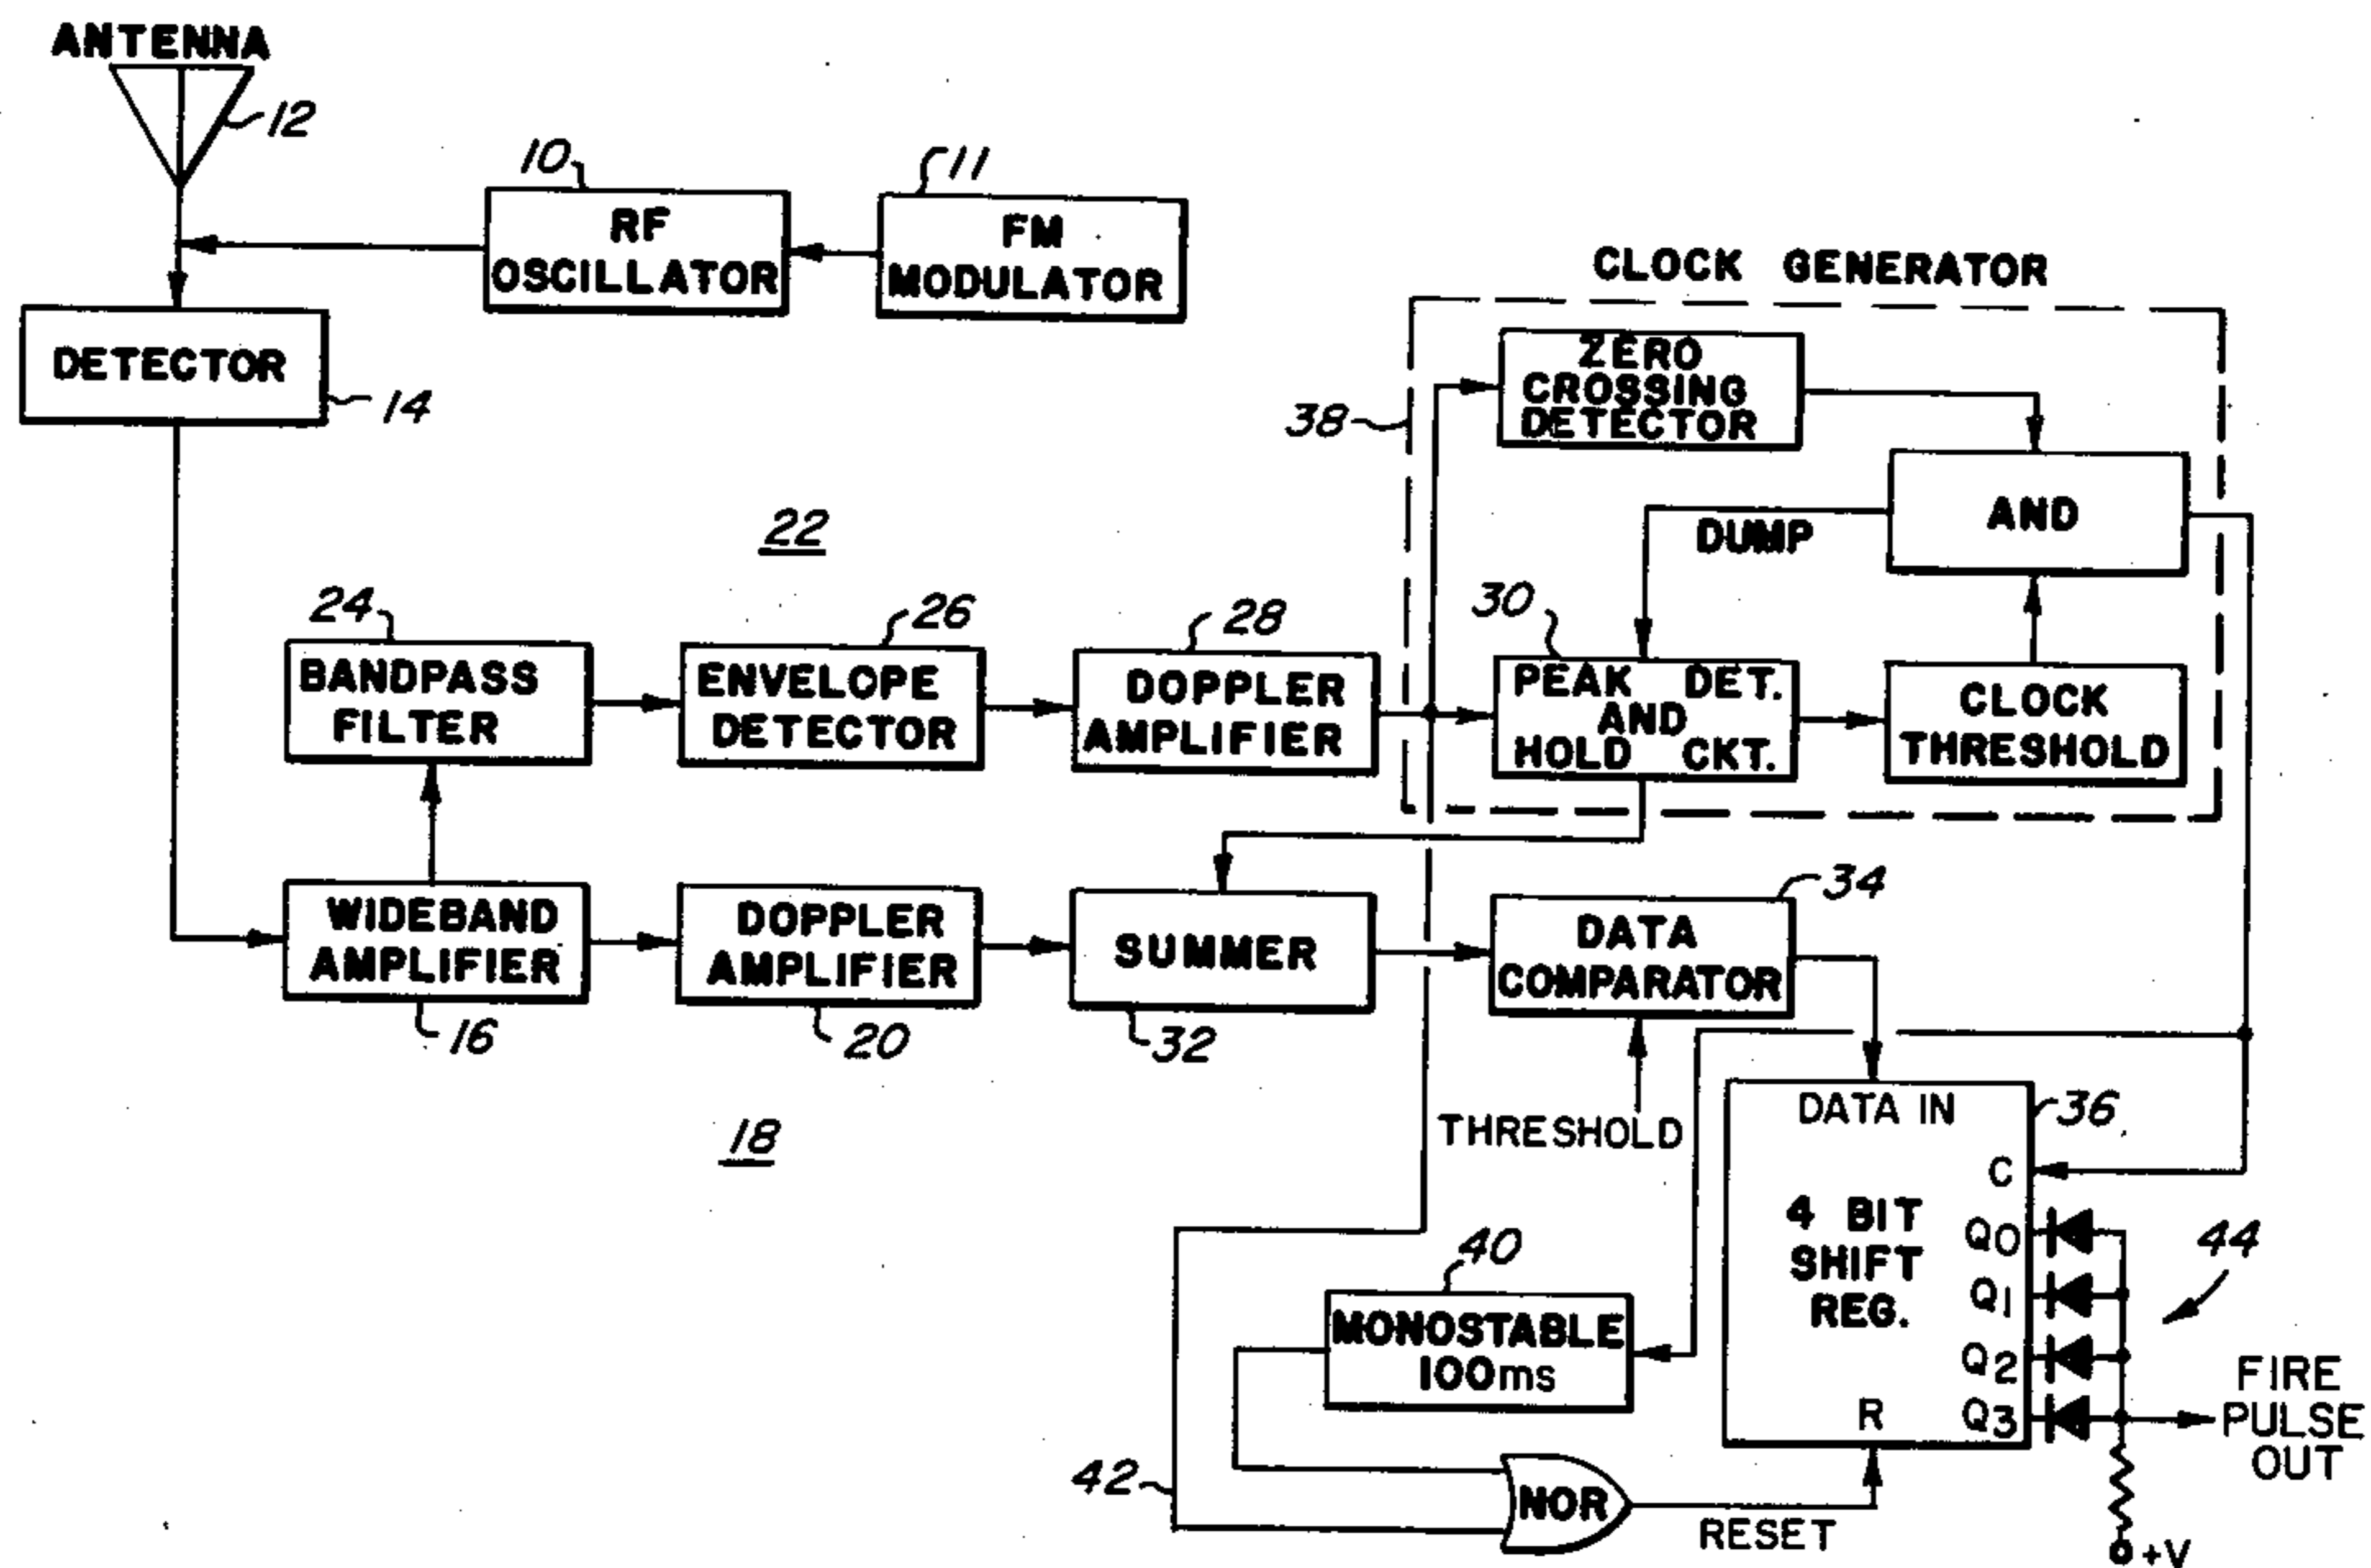 ANTENNA
12
10
11
RF
OSCILLATOR
FM
MODULATOR
DETECTOR
14
CLOCK GENERATOR
38
ZERO
CROSSING
DETECTOR
AND
DUMP
22
24
BANDPASS
FILTER
26
ENVELOPE
DETECTOR
28
DOPPLER
AMPLIFIER
30
PEAK DET.
AND
HOLD CKT.
CLOCK
THRESHOLD
WIDEBAND
AMPLIFIER
16
DOPPLER
AMPLIFIER
20
SUMMER
32
34
DATA
COMPARATOR
THRESHOLD
18
36
DATA IN
C
4 BIT
SHIFT
REG.
Q0
Q1
Q2
Q3
R
44
40
MONOSTABLE
100ms
42
NOR
RESET
FIRE
PULSE
OUT
+V